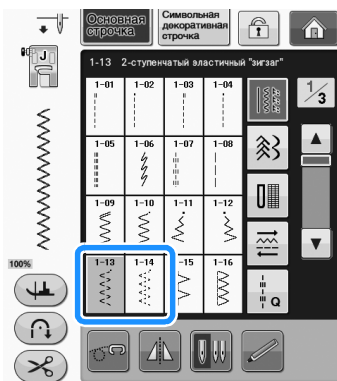 Основная строчка
Символьная декоративная строчка
J
1-13 2-ступенчатый эластичный "зигзаг"
1-01 1-02 1-03 1-04
1/3
1-05 1-06 1-07 1-08
1-09 1-10 1-11 1-12
100%
1-13 1-14 -15 1-16
Q